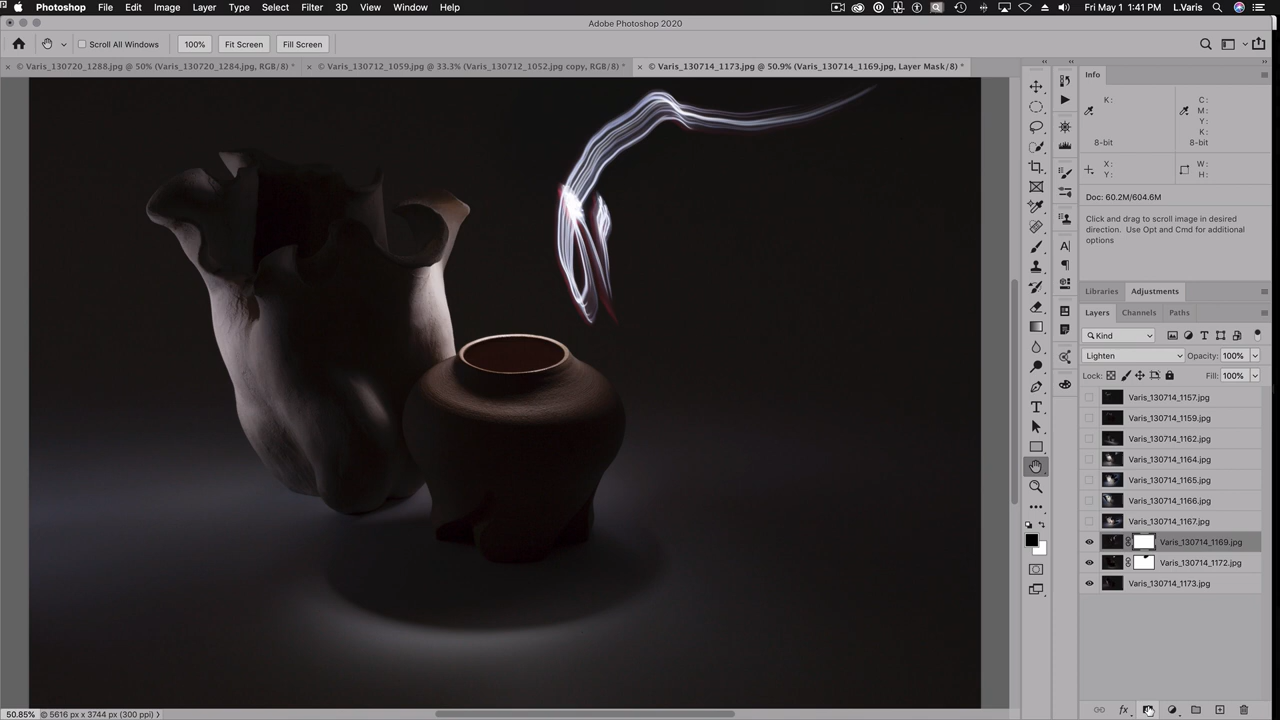 Photoshop File Edit Image Layer Type Select Filter 3D View Window Help Fri May 1 1:41 PM L.Varis
Adobe Photoshop 2020
Scroll All Windows 100% Fit Screen Fill Screen
× © Varis_130720_1288.jpg @ 50% (Varis_130720_1284.jpg, RGB/8) * × © Varis_130712_1059.jpg @ 33.3% (Varis_130712_1052.jpg copy, RGB/8) * × © Varis_130714_1173.jpg @ 50.9% (Varis_130714_1169.jpg, Layer Mask/8) *
Info
K: C:
M:
Y:
K:
8-bit 8-bit
X: W:
Y: H:
Doc: 60.2M/604.6M
Click and drag to scroll image in desired
direction. Use Opt and Cmd for additional
options
Libraries Adjustments
Layers Channels Paths
Kind
Lighten Opacity: 100%
Lock: Fill: 100%
Varis_130714_1157.jpg
Varis_130714_1159.jpg
Varis_130714_1162.jpg
Varis_130714_1164.jpg
Varis_130714_1165.jpg
Varis_130714_1166.jpg
Varis_130714_1167.jpg
Varis_130714_1169.jpg
Varis_130714_1172.jpg
Varis_130714_1173.jpg
50.85% © 5616 px x 3744 px (300 ppi) fx